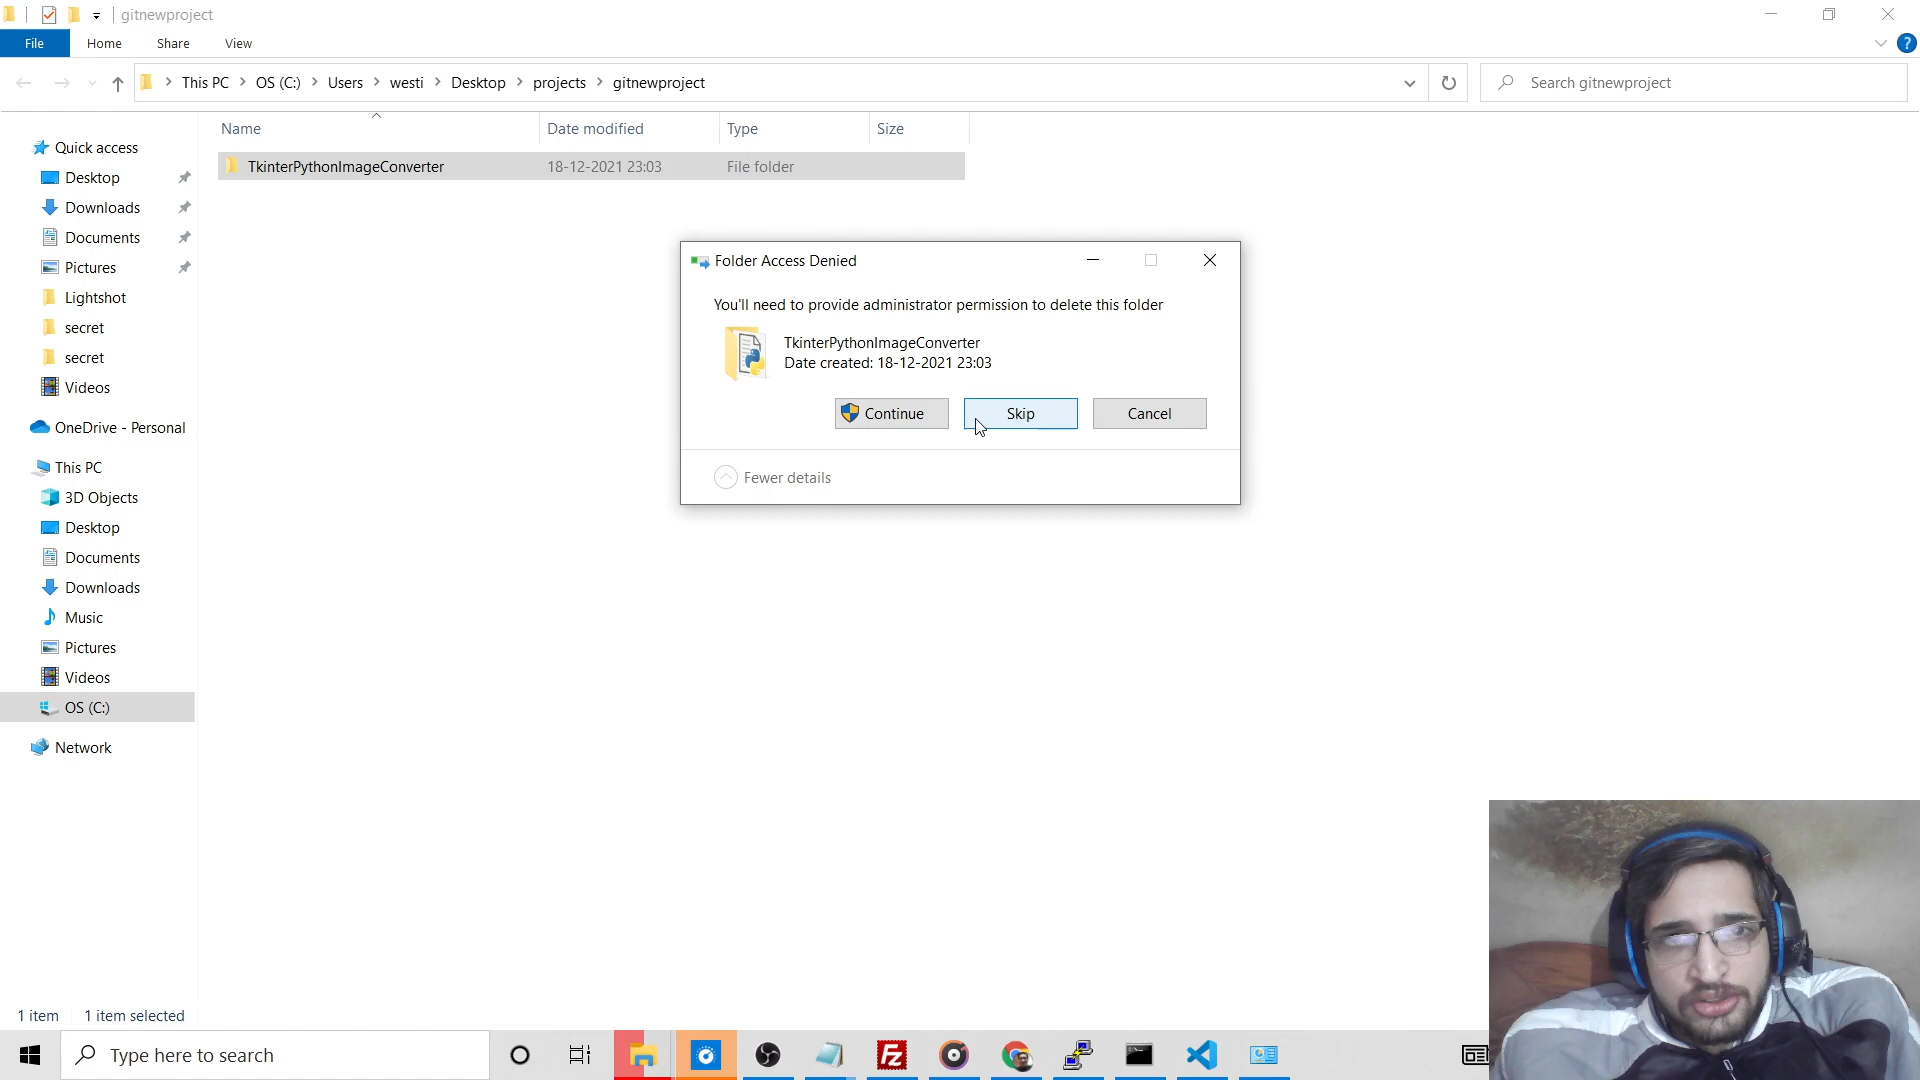 gitnewproject
File Home Share View
This PC OS (C:) Users westi Desktop projects gitnewproject
Search gitnewproject
Name Date modified Type Size
TkinterPythonImageConverter 18-12-2021 23:03 File folder
Quick access
Desktop
Downloads
Documents
Pictures
Lightshot
secret
secret
Videos
OneDrive - Personal
This PC
3D Objects
Desktop
Documents
Downloads
Music
Pictures
Videos
OS (C:)
Network
Folder Access Denied
You'll need to provide administrator permission to delete this folder
TkinterPythonImageConverter
Date created: 18-12-2021 23:03
Continue Skip Cancel
Fewer details
1 item 1 item selected
Type here to search